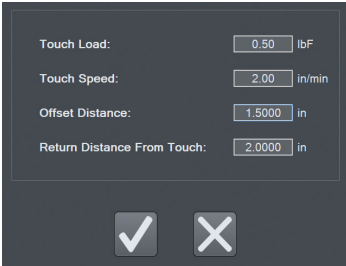 Touch Load: 0.50 lbF
Touch Speed: 2.00 in/min
Offset Distance: 1.5000 in
Return Distance From Touch: 2.0000 in